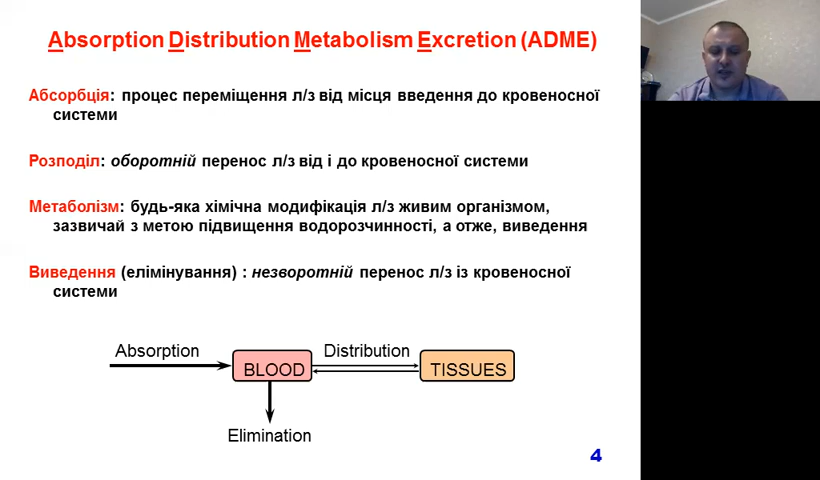 Absorption Distribution Metabolism Excretion (ADME)
Абсорбція: процес переміщення л/з від місця введення до кровеносної
системи
Розподіл: оборотній перенос л/з від і до кровеносної системи
Метаболізм: будь-яка хімічна модифікація л/з живим організмом,
зазвичай з метою підвищення водорозчинності, а отже, виведення
Виведення (елімінування) : незворотній перенос л/з із кровеносної
системи
Absorption
Distribution
BLOOD
TISSUES
Elimination
4